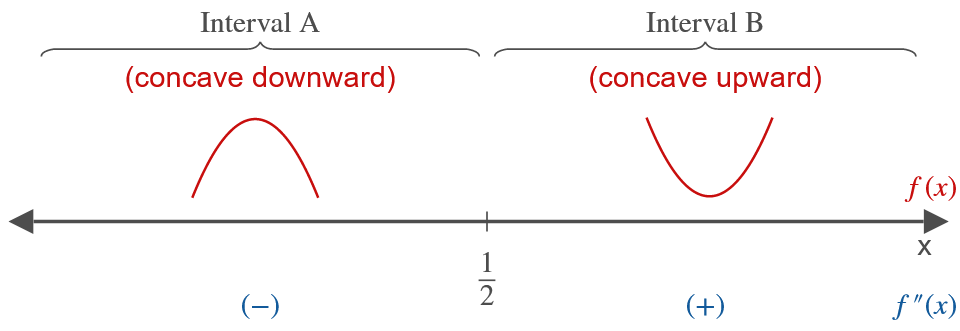 Interval A Interval B
(concave downward) (concave upward)
f(x)
x
1/2
(−) (+) f″(x)